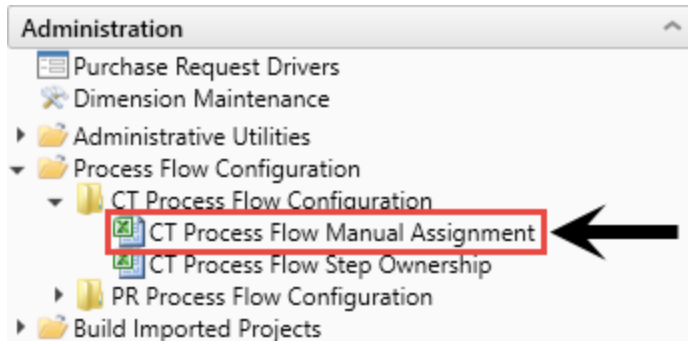 Administration
Purchase Request Drivers
Dimension Maintenance
Administrative Utilities
Process Flow Configuration
CT Process Flow Configuration
CT Process Flow Manual Assignment
CT Process Flow Step Ownership
PR Process Flow Configuration
Build Imported Projects